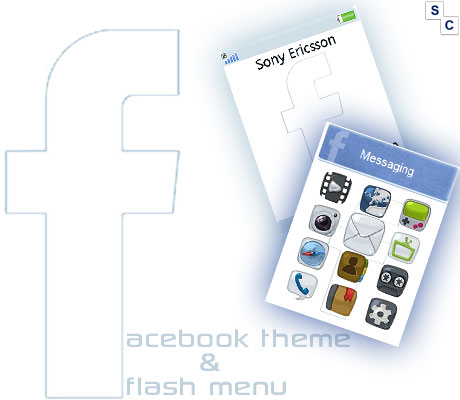 S
C
Sony Ericsson
f
Messaging
facebook theme
&
flash menu